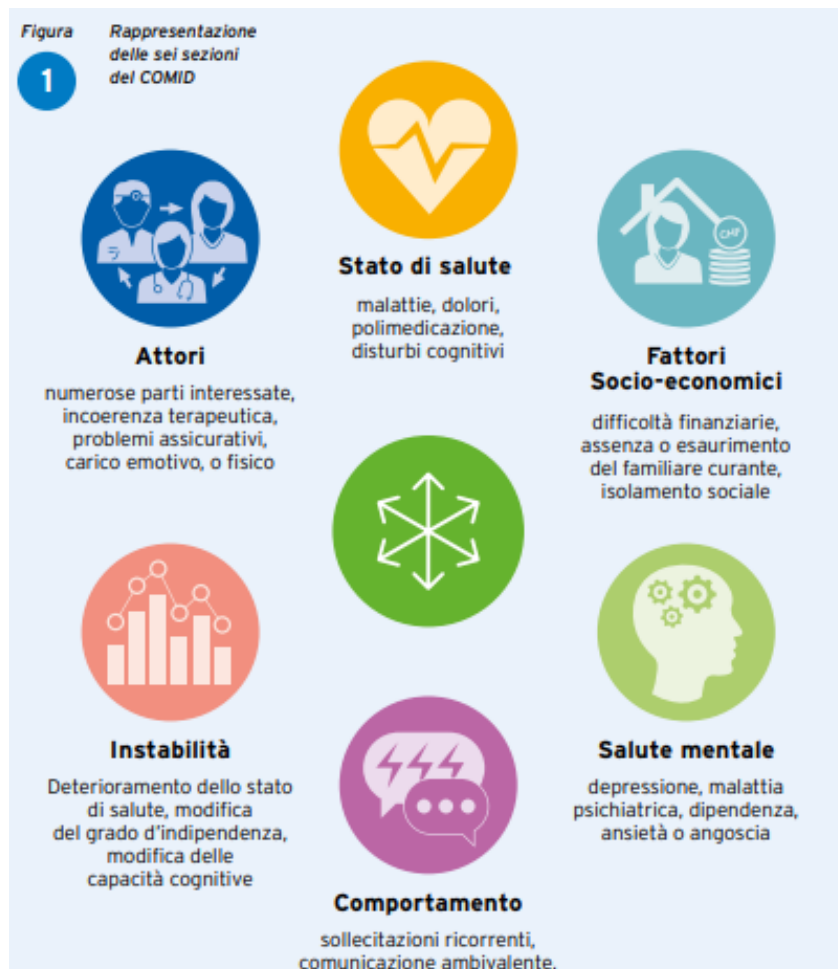 Figura
1
Rappresentazione
delle sei sezioni
del COMID
Stato di salute
malattie, dolori,
polimedicazione,
disturbi cognitivi
Attori
numerose parti interessate,
incoerenza terapeutica,
problemi assicurativi,
carico emotivo, o fisico
CHF
Fattori
Socio-economici
difficoltà finanziarie,
assenza o esaurimento
del familiare curante,
isolamento sociale
Instabilità
Deterioramento dello stato
di salute, modifica
del grado d'indipendenza,
modifica delle
capacità cognitive
Salute mentale
depressione, malattia
psichiatrica, dipendenza,
ansietà o angoscia
Comportamento
sollecitazioni ricorrenti,
comunicazione ambivalente,